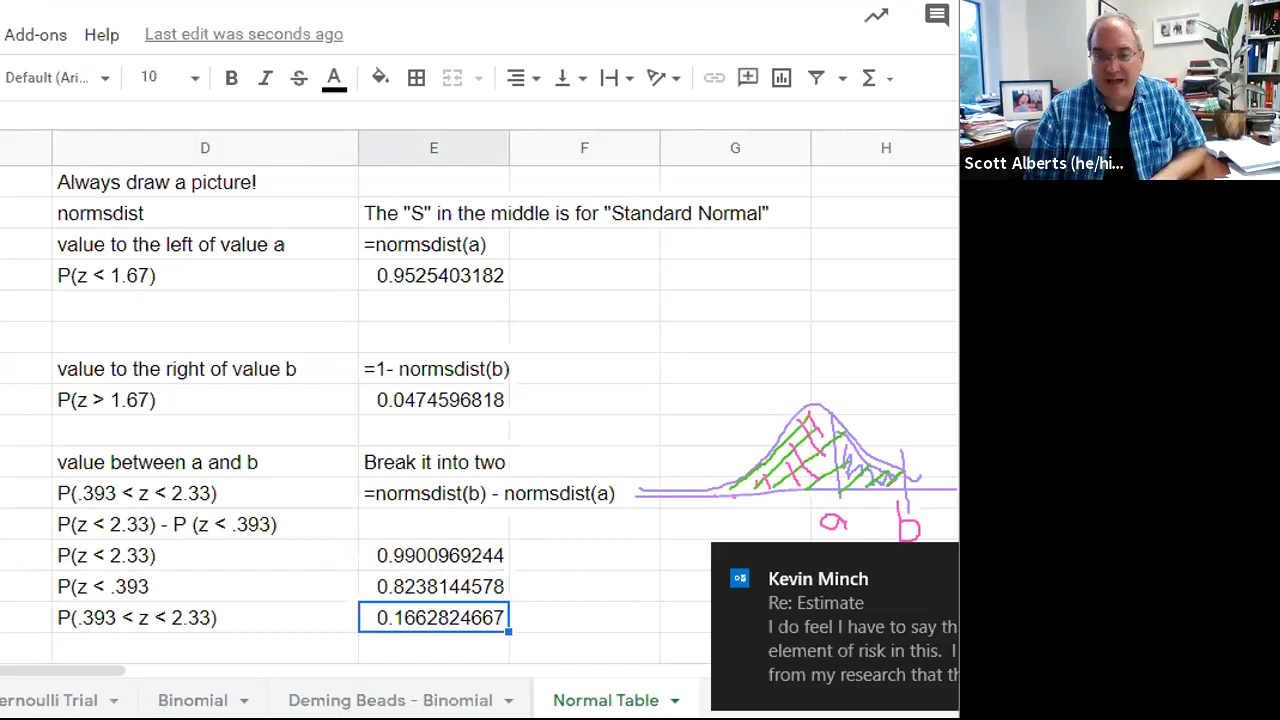 Add-ons Help Last edit was seconds ago
Default (Ari... 10 B I S A Σ
D E F G H
Always draw a picture!
normsdist The "S" in the middle is for "Standard Normal"
value to the left of value a =normsdist(a)
P(z < 1.67) 0.9525403182
value to the right of value b =1- normsdist(b)
P(z > 1.67) 0.0474596818
value between a and b Break it into two
P(.393 < z < 2.33) =normsdist(b) - normsdist(a)
P(z < 2.33) - P (z < .393)
P(z < 2.33) 0.9900969244
P(z < .393 0.8238144578
P(.393 < z < 2.33) 0.1662824667
a b
Kevin Minch
Re: Estimate
I do feel I have to say tha
element of risk in this. I
from my research that th
ernoulli Trial Binomial Deming Beads - Binomial Normal Table
Scott Alberts (he/hi...